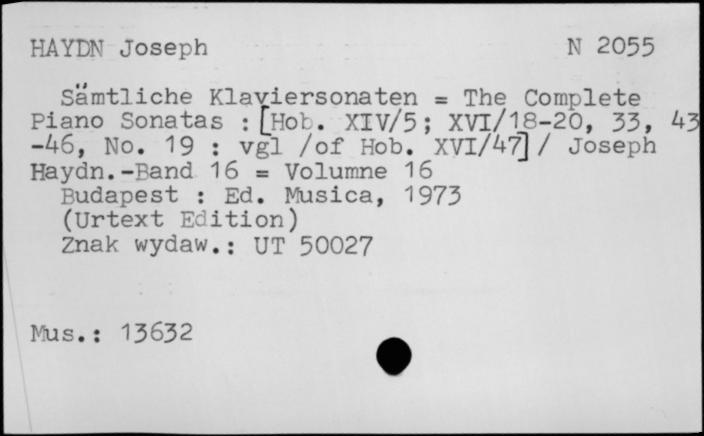 HAYDN Joseph N 2055
Sämtliche Klaviersonaten = The Complete
Piano Sonatas : [Hob. XIV/5; XVI/18-20, 33, 43
-46, No. 19 : vgl /of Hob. XVI/47] / Joseph
Haydn.-Band 16 = Volumne 16
Budapest : Ed. Musica, 1973
(Urtext Edition)
Znak wydaw.: UT 50027
Mus.: 13632